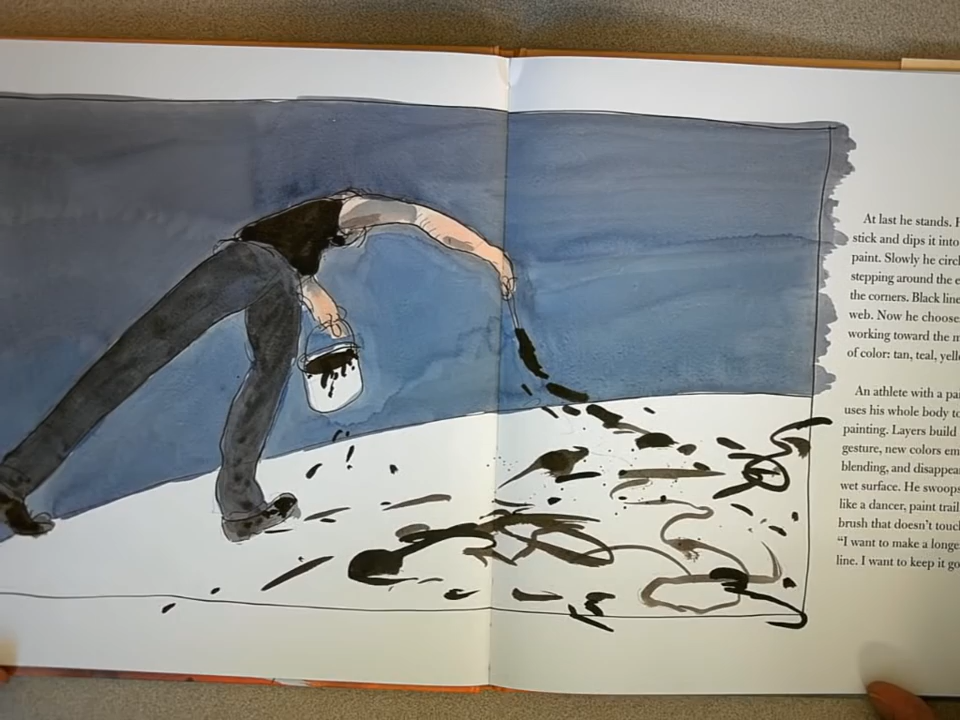 At last he stands. H
stick and dips it into
paint. Slowly he circl
stepping around the e
the corners. Black line
web. Now he choose
working toward the m
of color: tan, teal, yello
An athlete with a pai
uses his whole body to
painting. Layers build
gesture, new colors em
blending, and disappea
wet surface. He swoops
like a dancer, paint trail
brush that doesn't touc
“I want to make a longe
line. I want to keep it go